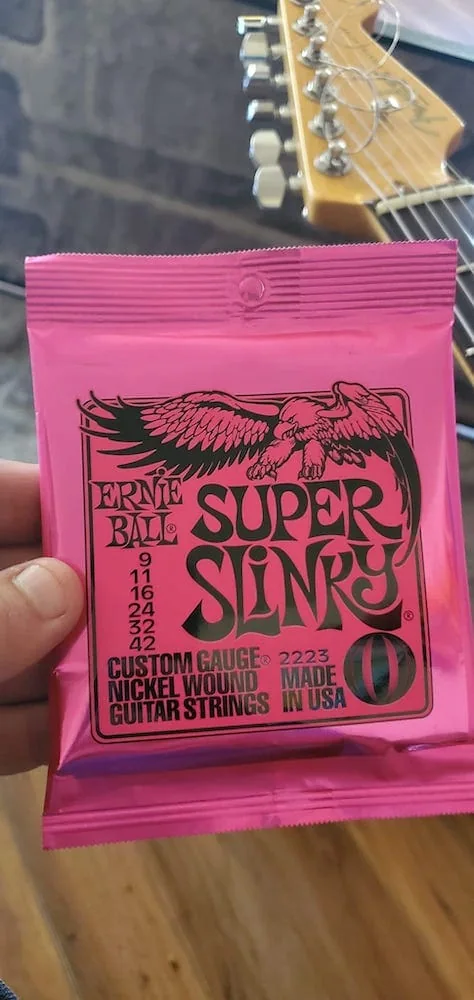 ERNiE
BALL®
SUPER
SLiNKY®
9
11
16
24
32
42
CUSTOM GAUGE®
NICKEL WOUND
GUITAR STRINGS
2223
MADE
IN USA